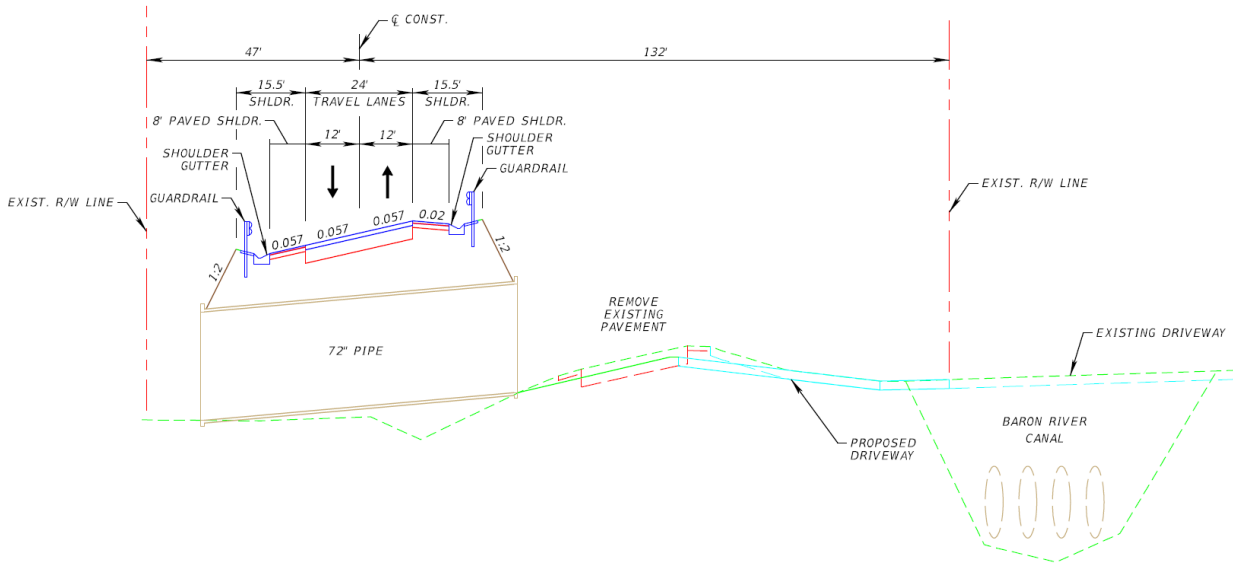 ℄ CONST.
47'
132'
15.5'
24'
15.5'
SHLDR.
TRAVEL LANES
SHLDR.
8' PAVED SHLDR.
8' PAVED SHLDR.
12'
12'
SHOULDER
GUTTER
SHOULDER
GUTTER
GUARDRAIL
GUARDRAIL
EXIST. R/W LINE
EXIST. R/W LINE
0.057
0.057
0.057
0.02
1:2
1:2
72" PIPE
REMOVE
EXISTING
PAVEMENT
EXISTING DRIVEWAY
PROPOSED
DRIVEWAY
BARON RIVER
CANAL